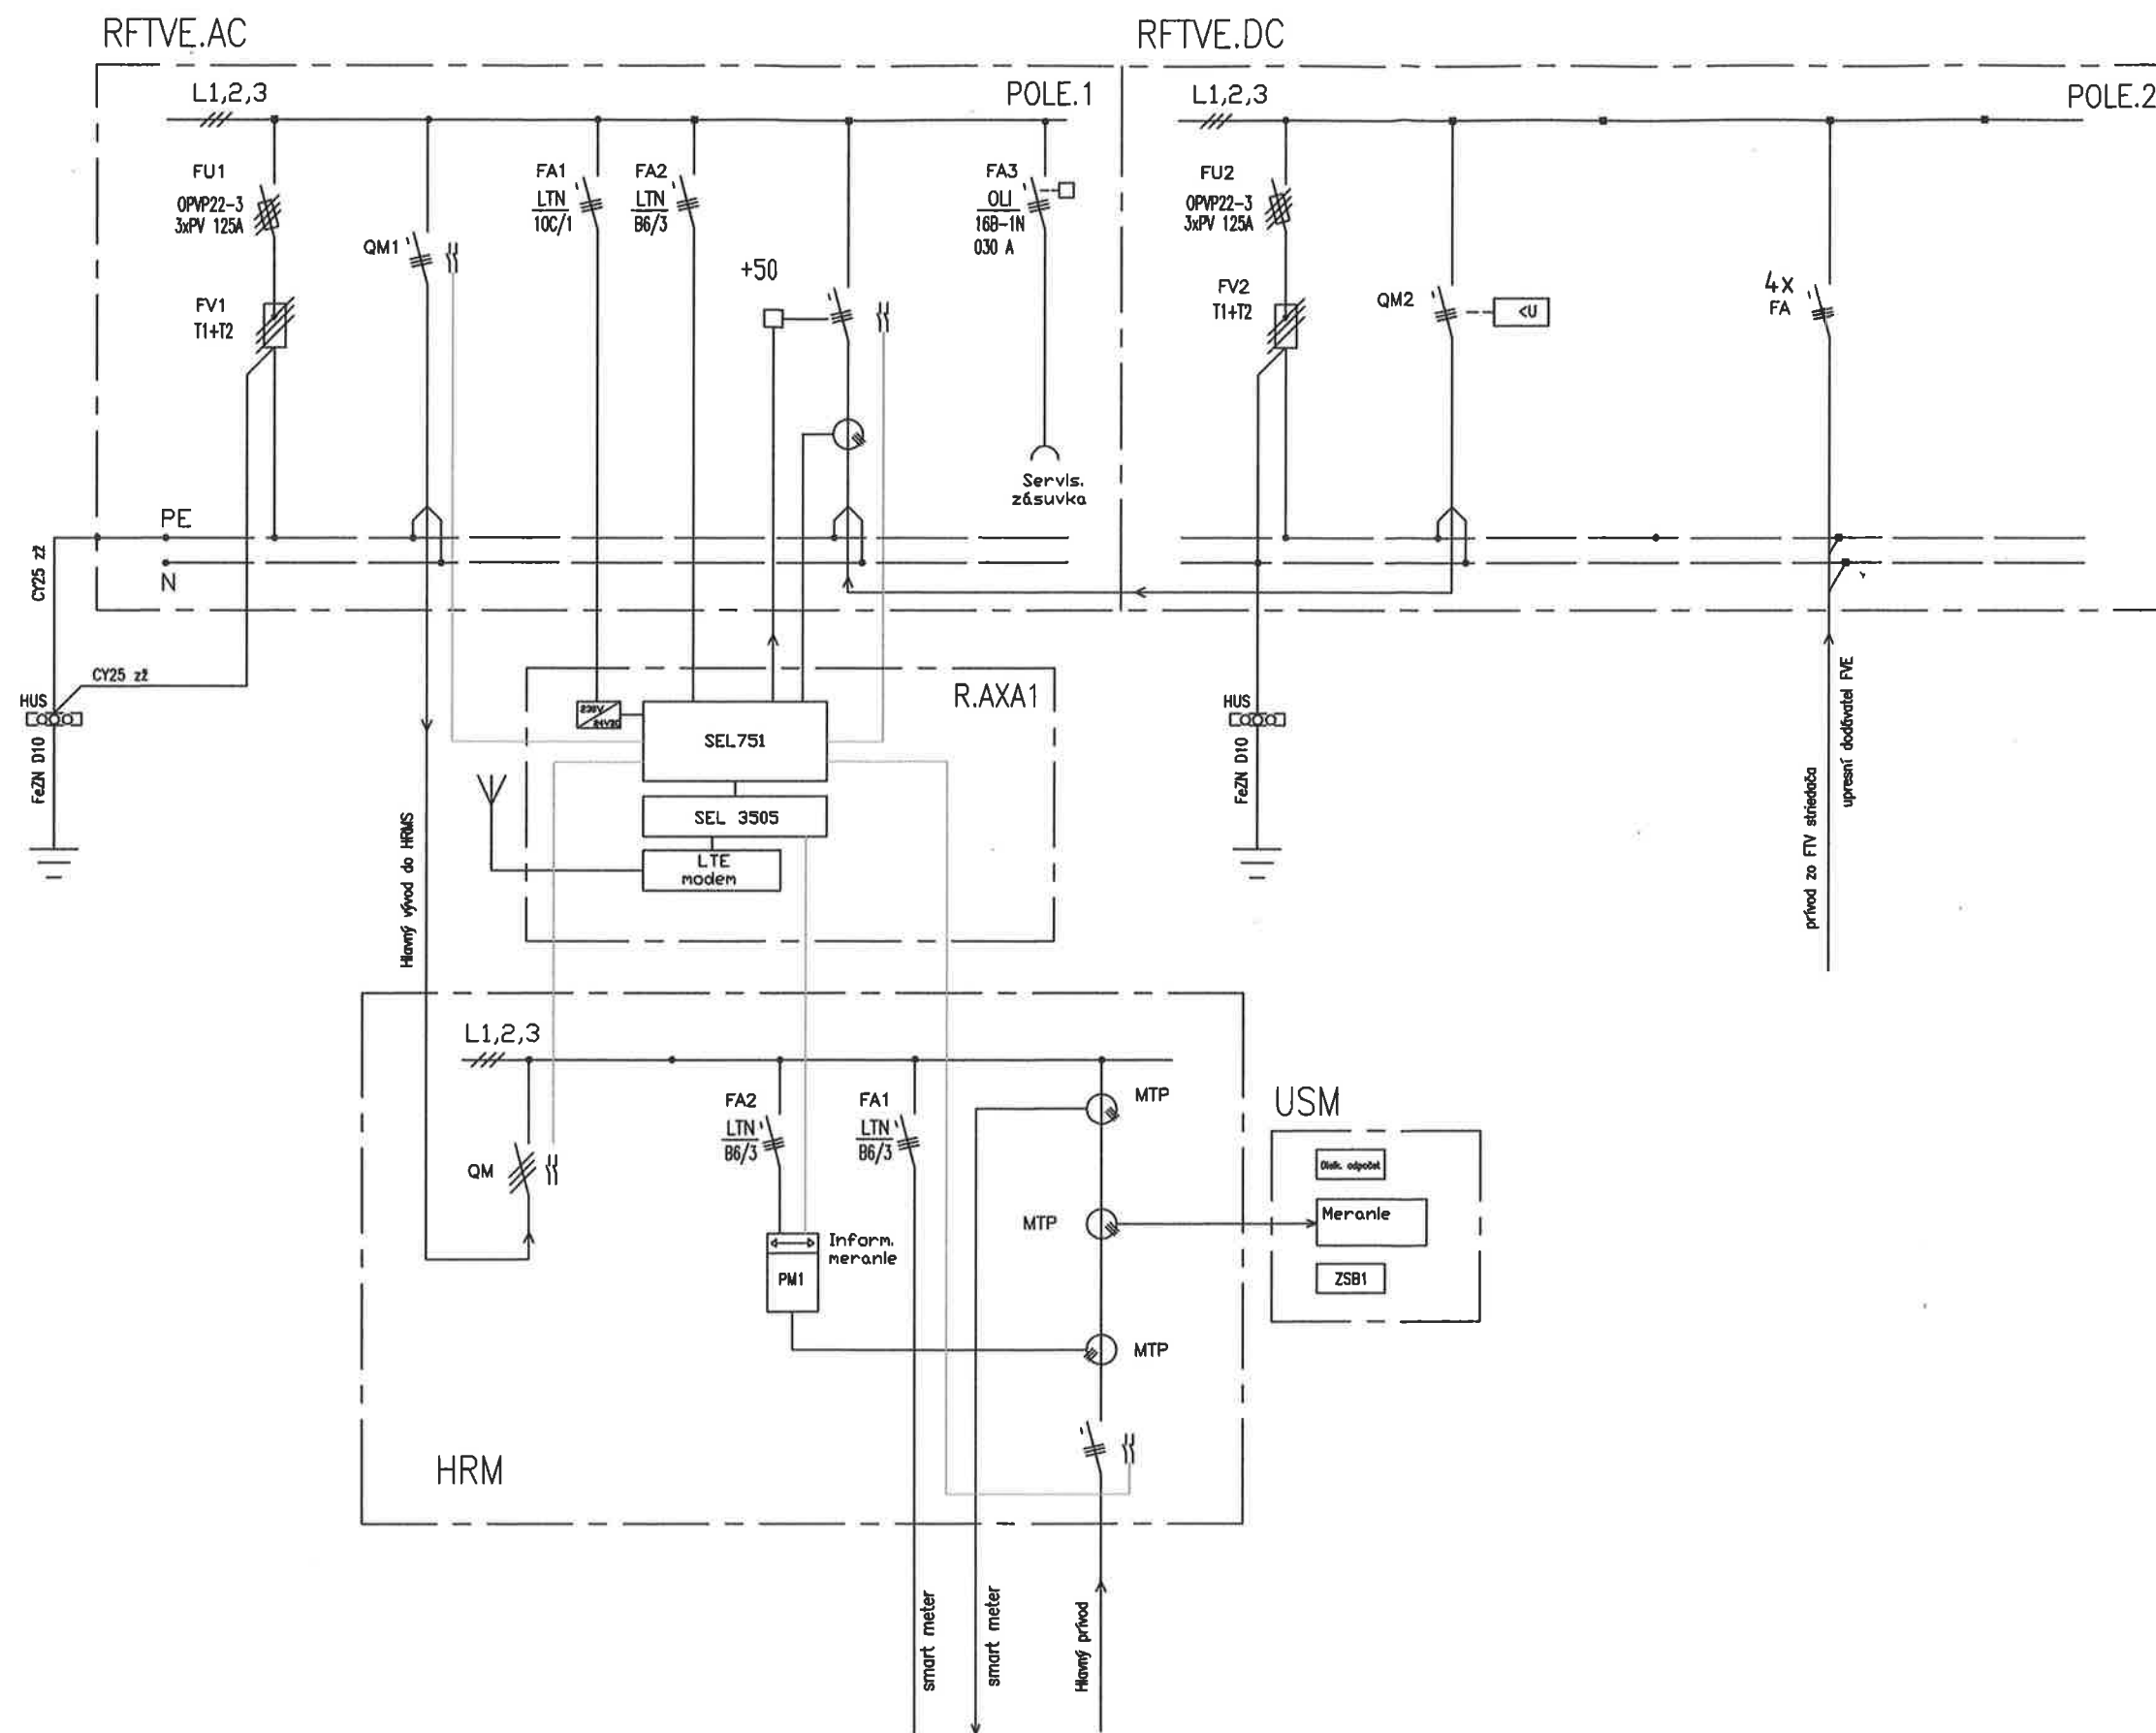 RFTVE.AC
RFTVE.DC
L1,2,3
POLE.1
L1,2,3
POLE.2
FU1
OPVP22-3
3xPV 125A
QM1
FA1
LTN
10C/1
FA2
LTN
B6/3
FA3
OLI
16B-1N
030 A
FU2
OPVP22-3
3xPV 125A
+50
FV1
T1+T2
FV2
T1+T2
QM2
<U
4x
FA
Servis.
zásuvka
PE
N
CY25 zž
CY25 zž
HUS
FeZN D10
R.AXA1
230V
SEL751
SEL 3505
LTE
modem
HUS
FeZN D10
prívod zo FTV striedača
upresní dodávateľ FVE
Hlavný vývod do HRMS
L1,2,3
FA2
LTN
B6/3
FA1
LTN
B6/3
MTP
USM
QM
Disk. odpočet
MTP
Meranie
Inform.
meranie
PM1
ZSB1
MTP
HRM
smart meter
smart meter
Hlavný prívod